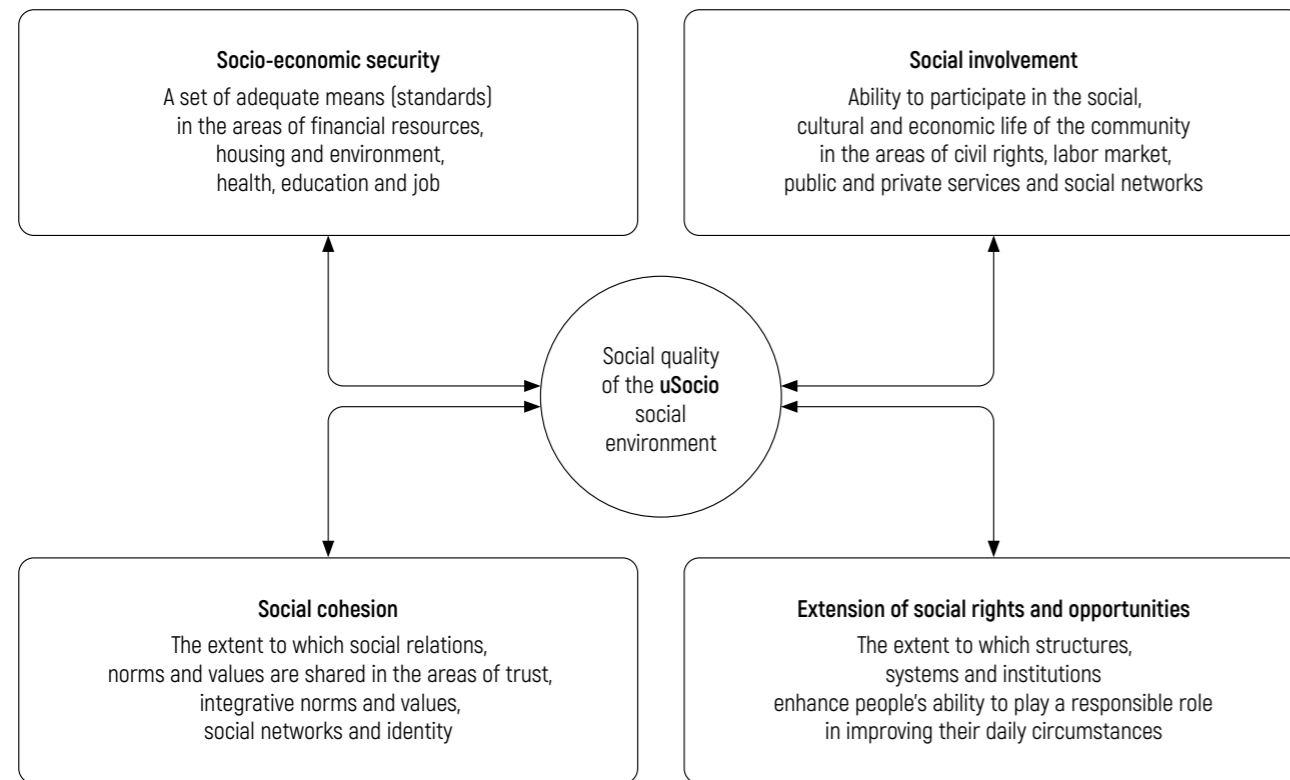 Socio-economic security
A set of adequate means (standards)
in the areas of financial resources,
housing and environment,
health, education and job
Social involvement
Ability to participate in the social,
cultural and economic life of the community
in the areas of civil rights, labor market,
public and private services and social networks
Social quality
of the uSocio
social
environment
Social cohesion
The extent to which social relations,
norms and values are shared in the areas of trust,
integrative norms and values,
social networks and identity
Extension of social rights and opportunities
The extent to which structures,
systems and institutions
enhance people's ability to play a responsible role
in improving their daily circumstances